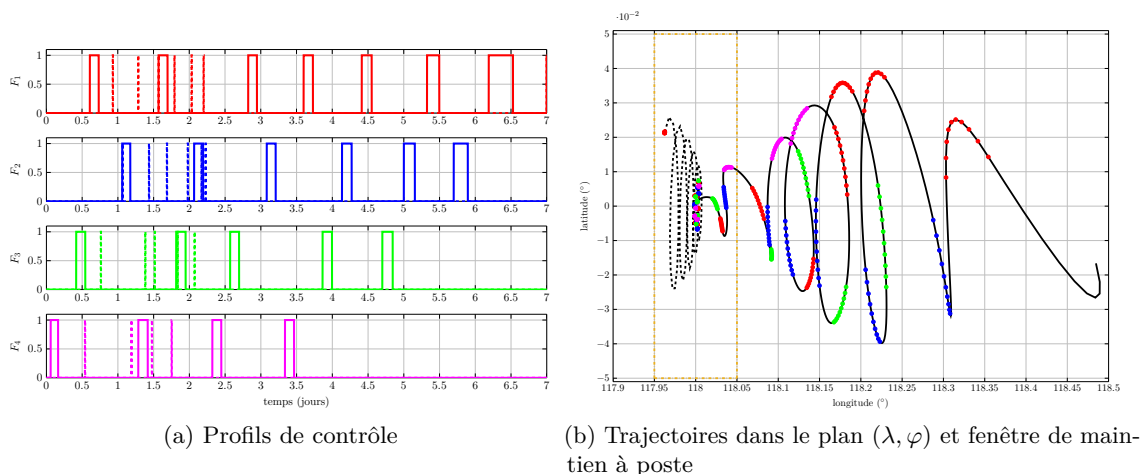 F₁
1
0.5
0
0 0.5 1 1.5 2 2.5 3 3.5 4 4.5 5 5.5 6 6.5 7
F₂
1
0.5
0
0 0.5 1 1.5 2 2.5 3 3.5 4 4.5 5 5.5 6 6.5 7
F₃
1
0.5
0
0 0.5 1 1.5 2 2.5 3 3.5 4 4.5 5 5.5 6 6.5 7
F₄
1
0.5
0
0 0.5 1 1.5 2 2.5 3 3.5 4 4.5 5 5.5 6 6.5 7
temps (jours)
(a) Profils de contrôle
·10⁻²
5
4
3
2
1
0
−1
−2
−3
−4
−5
latitude (°)
117.9 117.95 118 118.05 118.1 118.15 118.2 118.25 118.3 118.35 118.4 118.45 118.5
longitude (°)
(b) Trajectoires dans le plan (λ, φ) et fenêtre de main-
tien à poste